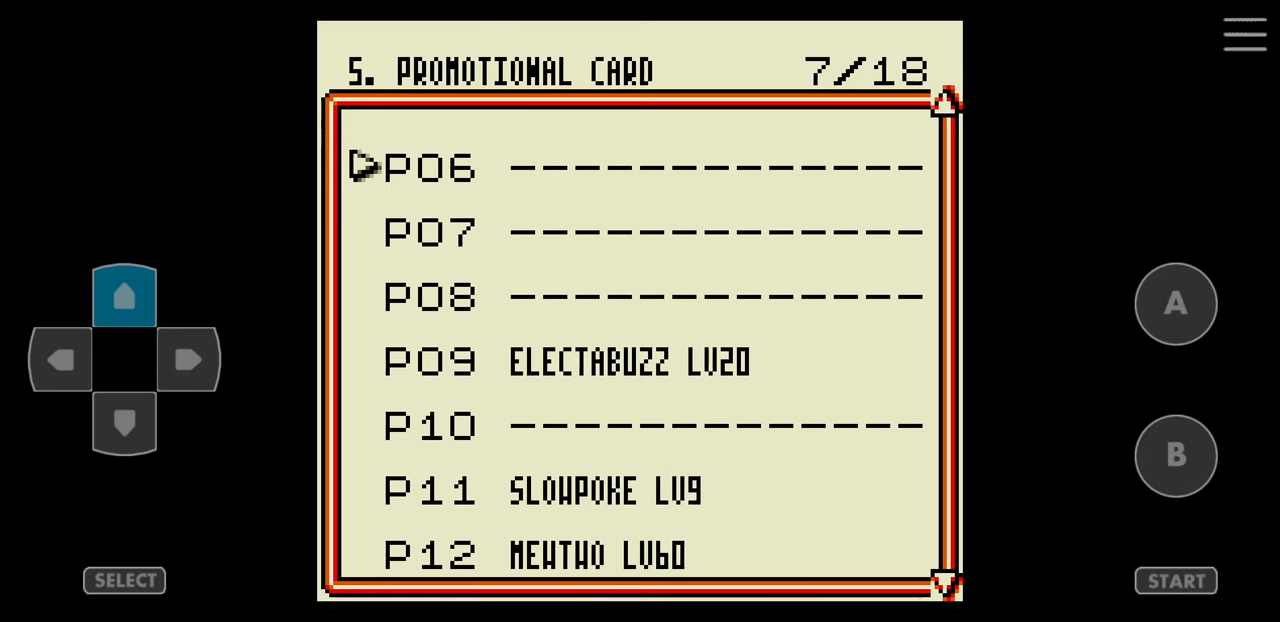 5. PROMOTIONAL CARD 7/18
P06 --------------
P07 --------------
P08 --------------
P09 ELECTABUZZ LV20
P10 --------------
P11 SLOWPOKE LV9
P12 MEWTWO LV60
A
B
SELECT
START